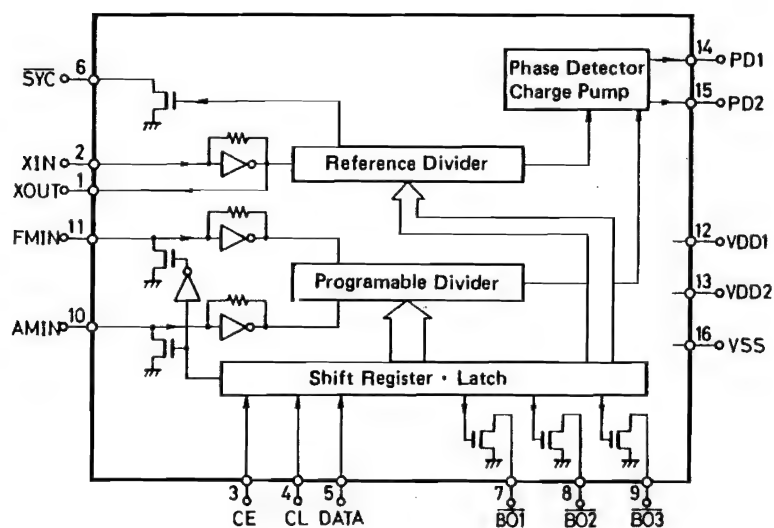 14
PD1
6
SYC
Phase Detector
Charge Pump
15
PD2
XIN
2
Reference Divider
XOUT
1
FMIN
11
12
VDD1
Programable Divider
13
VDD2
AMIN
10
16
VSS
Shift Register · Latch
3
4
5
7
8
9
CE
CL
DATA
BO1
BO2
BO3